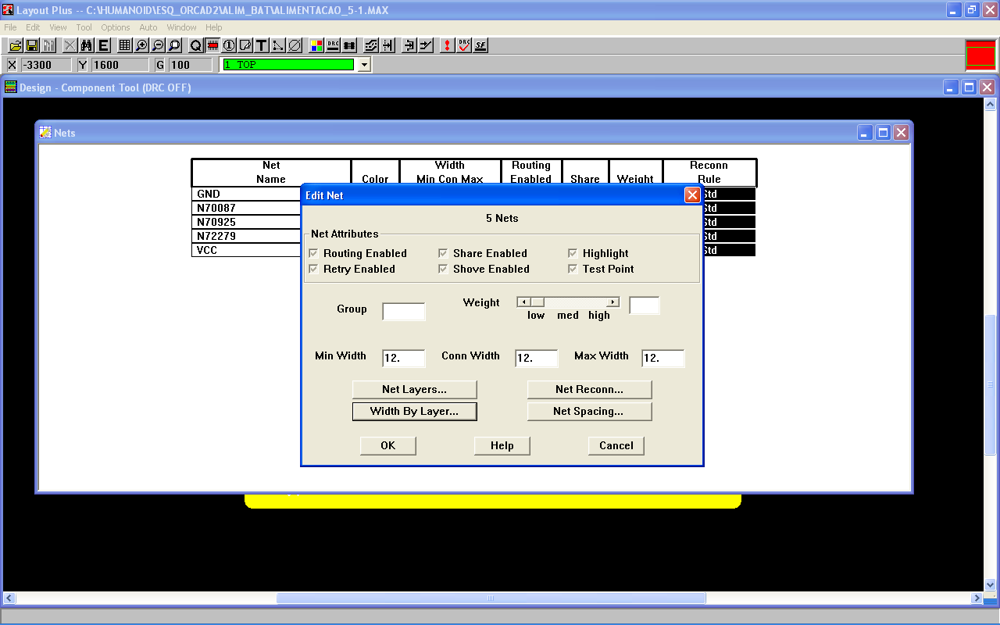 Layout Plus -- C:\HUMANOID\ESQ_ORCAD2\ALIM_BAT\ALIMENTACAO_5-1.MAX
File Edit View Tool Options Auto Window Help
E Q 1 T DRC DRC SF
X -3300 Y 1600 G 100 1 TOP
Design - Component Tool (DRC OFF)
Nets
Net Width Routing Reconn
Name Color Min Con Max Enabled Share Weight Rule
GND Std
N70087 Std
N70925 Std
N72279 Std
VCC Std
Edit Net
5 Nets
Net Attributes
Routing Enabled Share Enabled Highlight
Retry Enabled Shove Enabled Test Point
Group Weight
low med high
Min Width 12. Conn Width 12. Max Width 12.
Net Layers... Net Reconn...
Width By Layer... Net Spacing...
OK Help Cancel